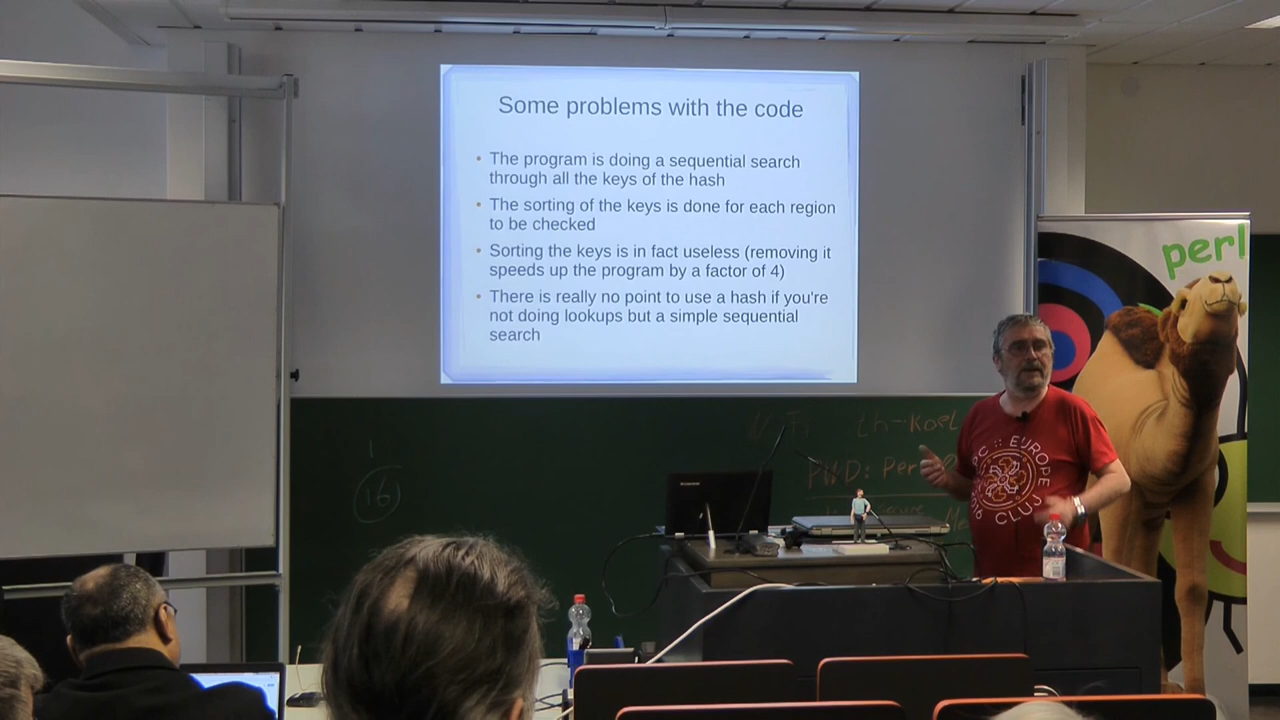 Some problems with the code
• The program is doing a sequential search
through all the keys of the hash
• The sorting of the keys is done for each region
to be checked
• Sorting the keys is in fact useless (removing it
speeds up the program by a factor of 4)
• There is really no point to use a hash if you're
not doing lookups but a simple sequential
search
perl
EUROPE
2016
CLUJ
1
16